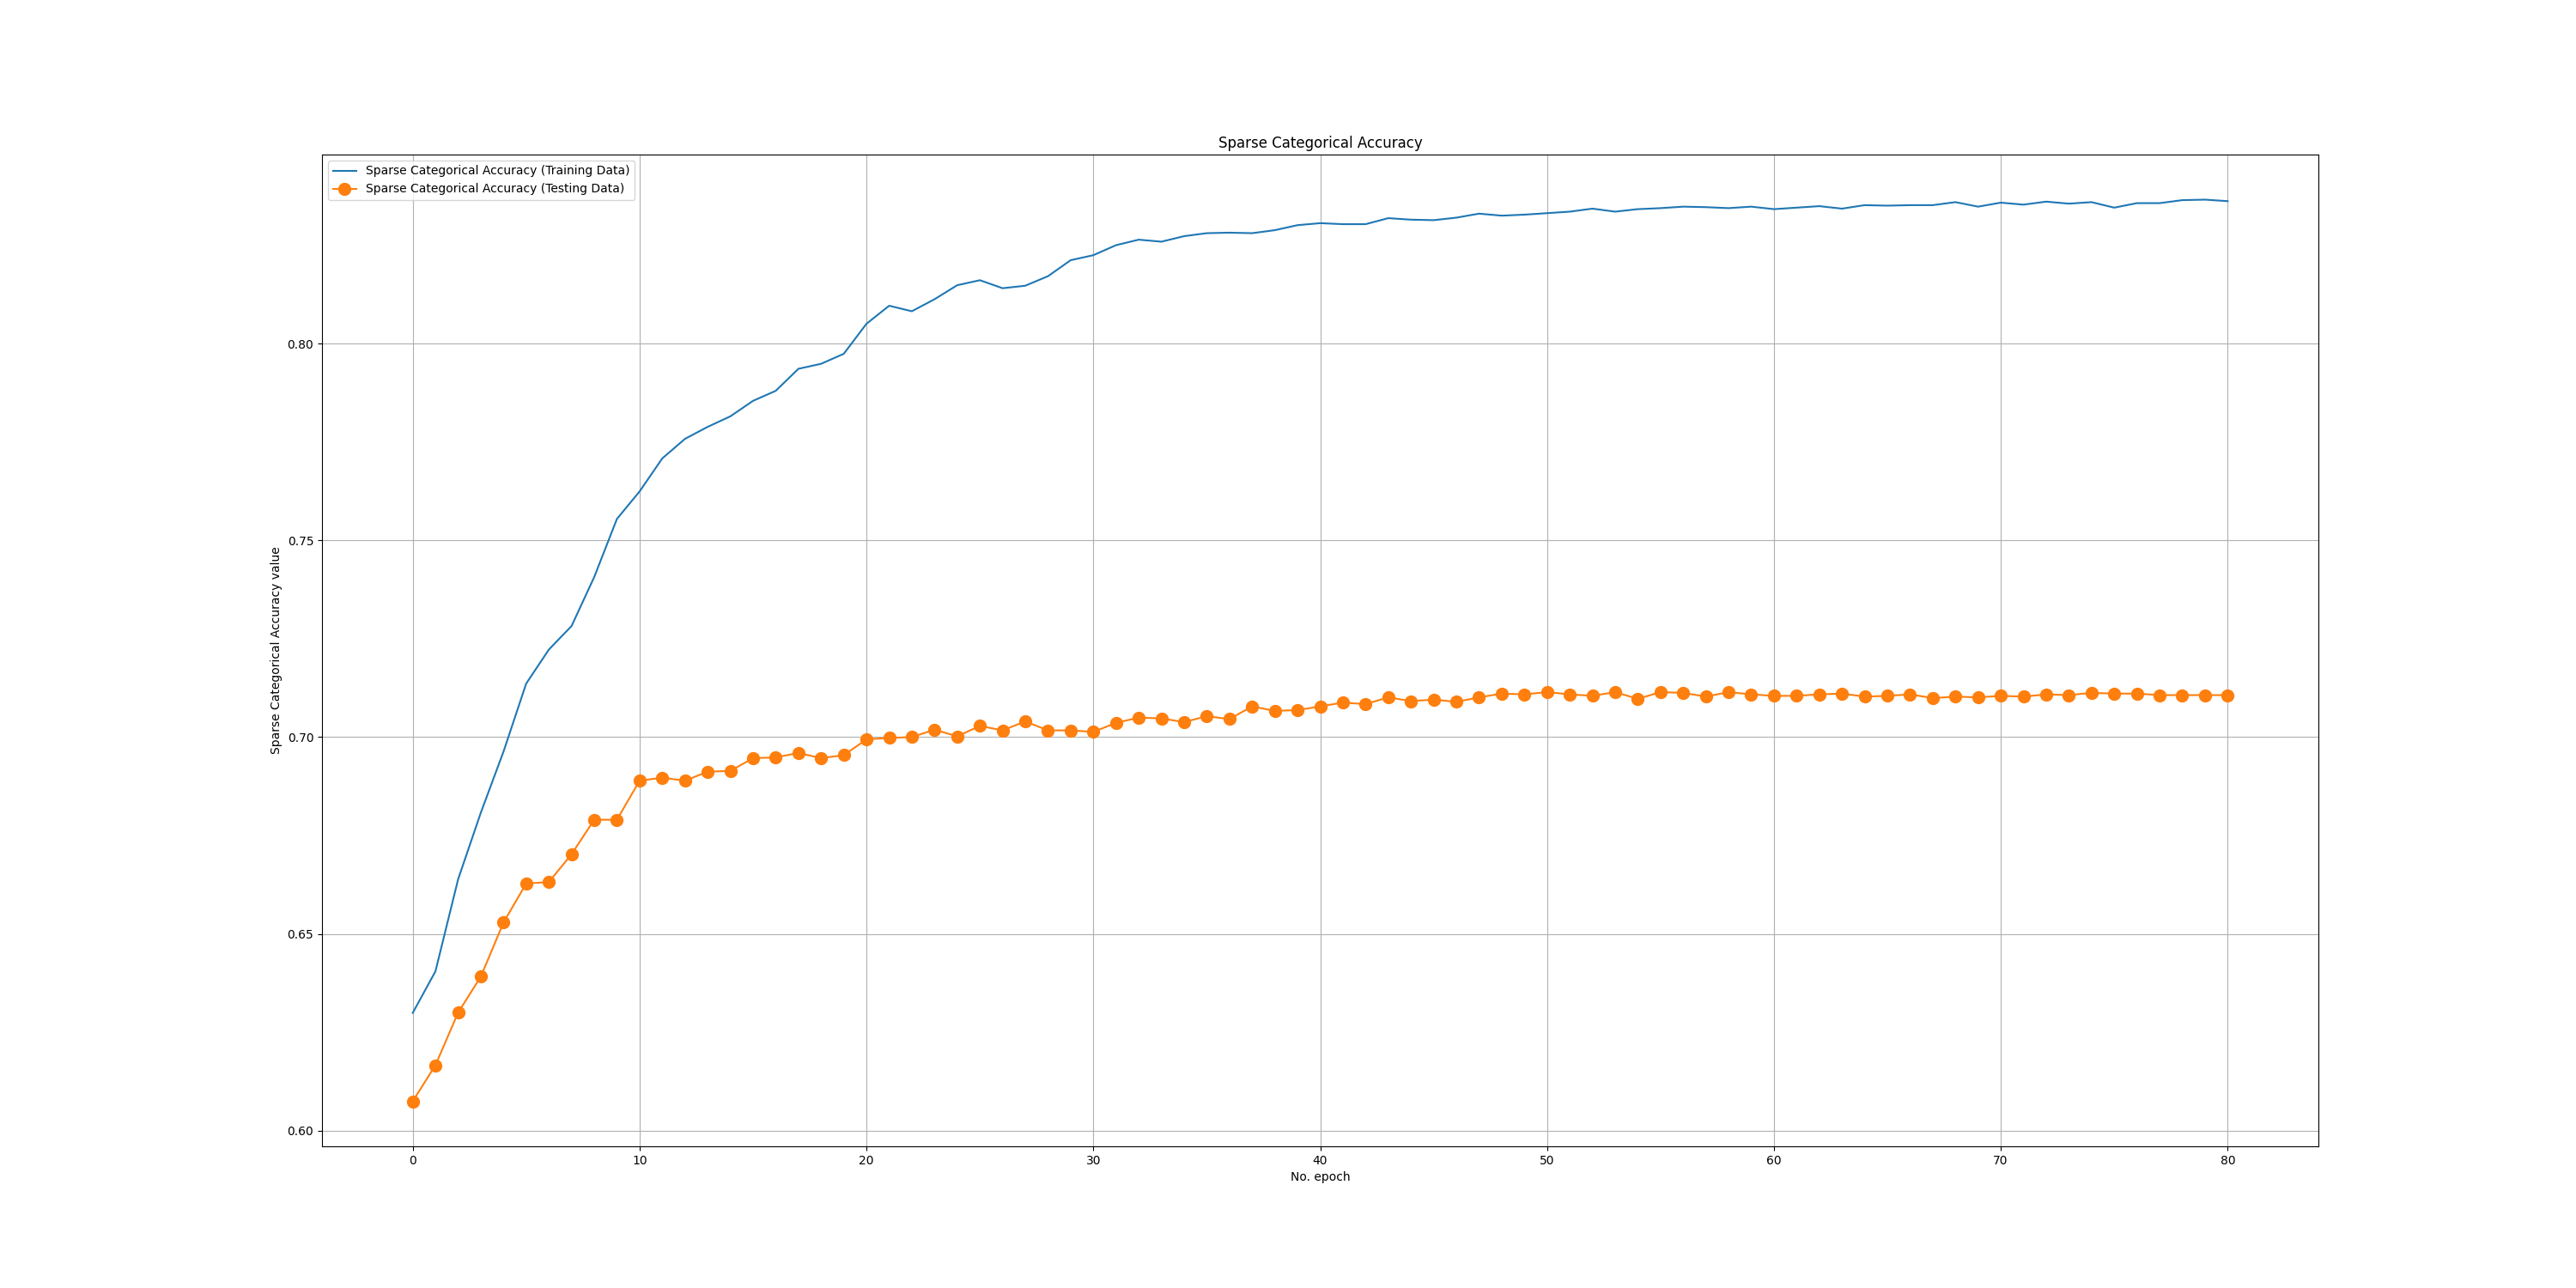 Sparse Categorical Accuracy
Sparse Categorical Accuracy (Training Data)
Sparse Categorical Accuracy (Testing Data)
Sparse Categorical Accuracy value
0.80
0.75
0.70
0.65
0.60
0 10 20 30 40 50 60 70 80
No. epoch